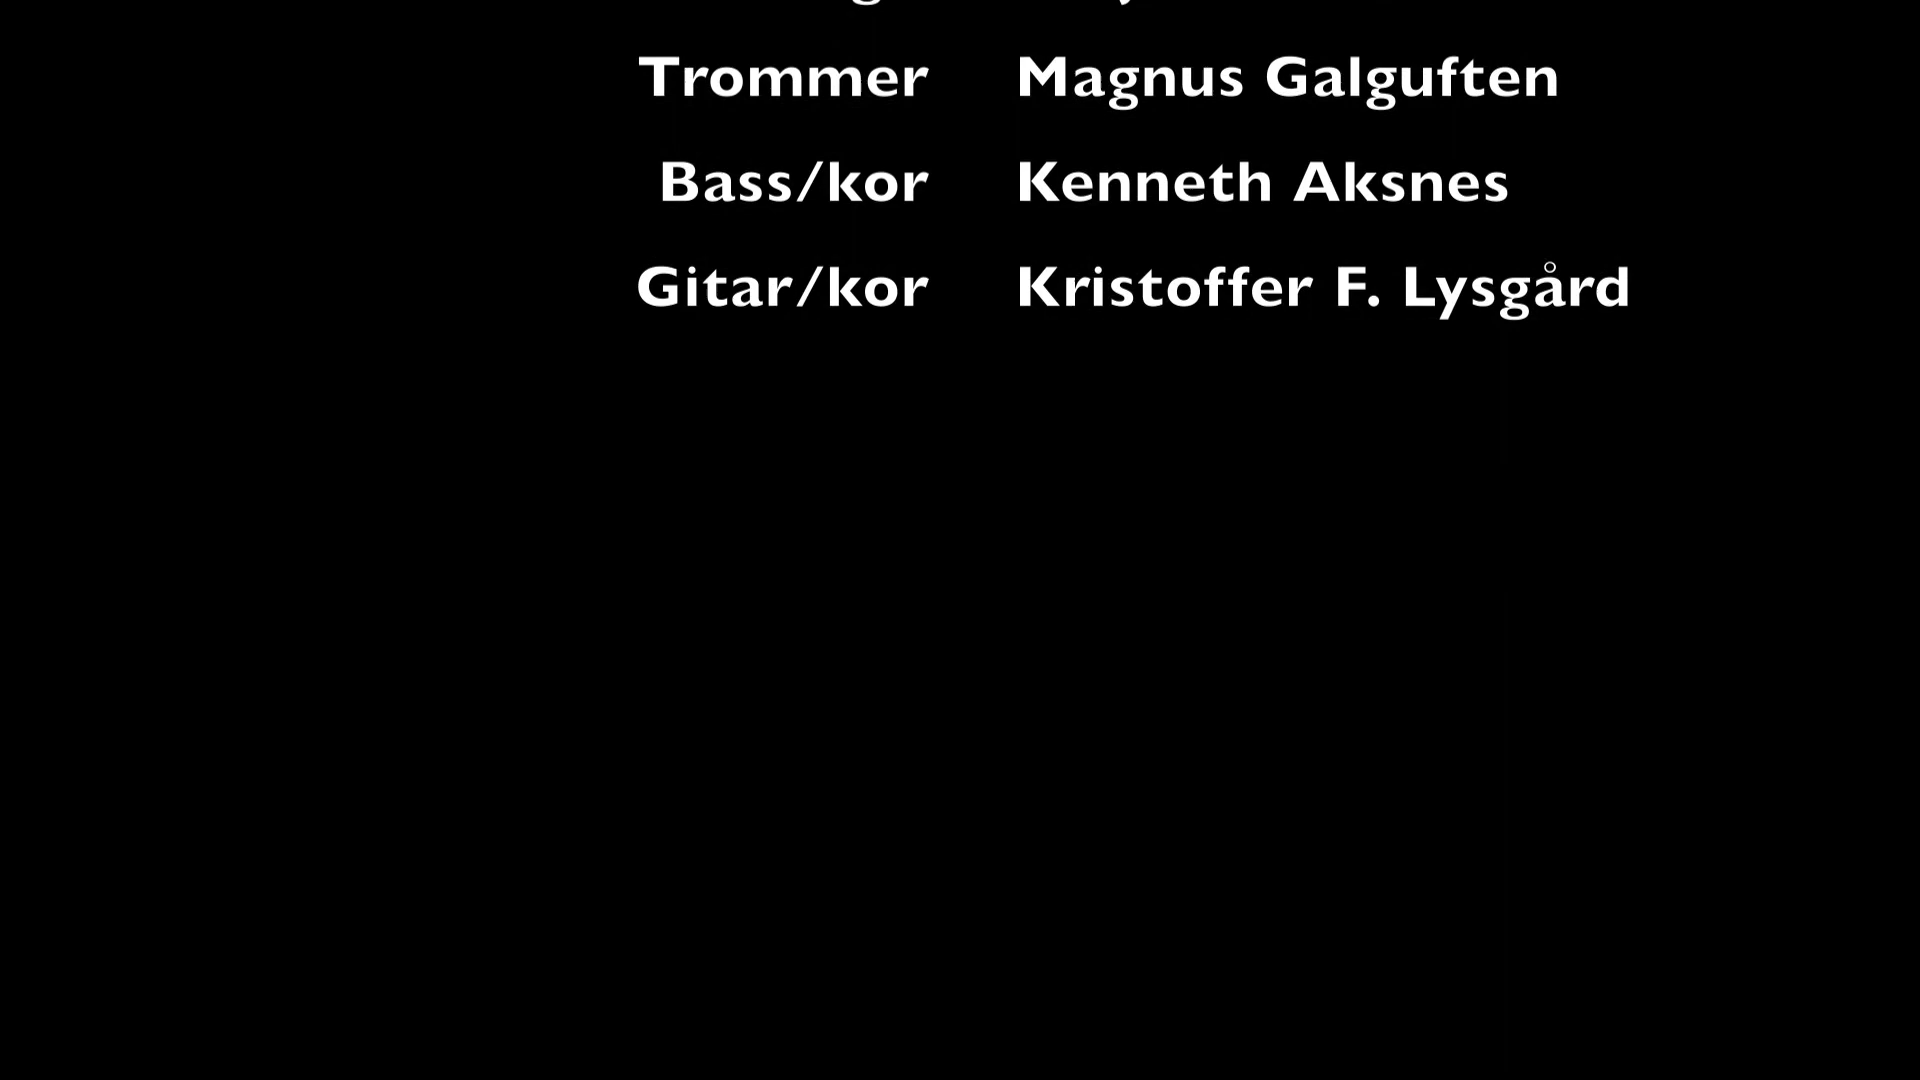 Trommer Magnus Galguften
Bass/kor Kenneth Aksnes
Gitar/kor Kristoffer F. Lysgård